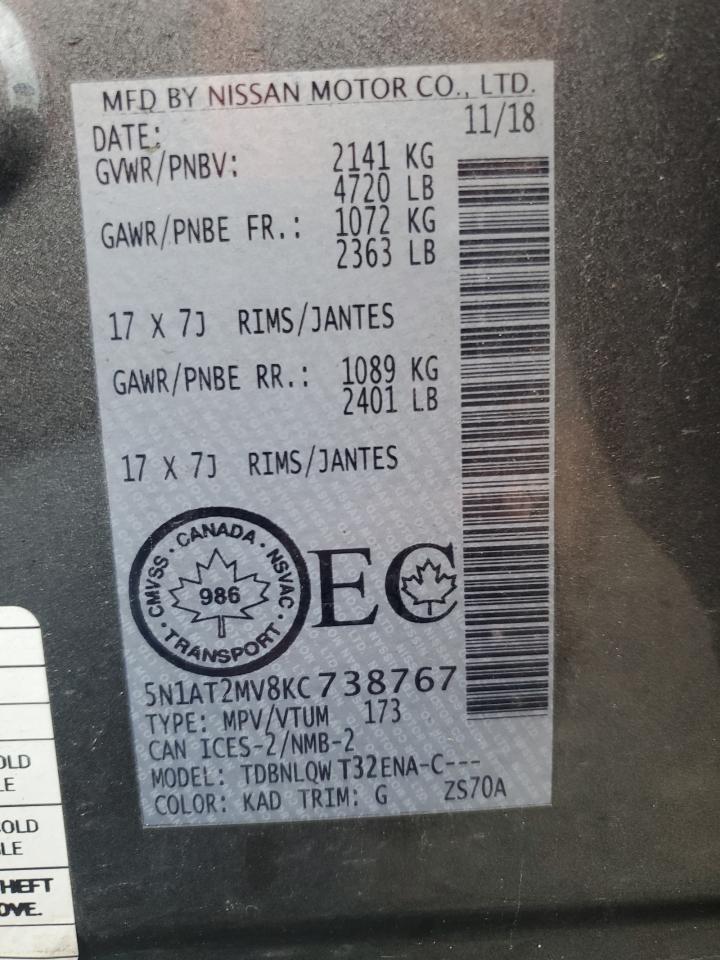 MFD BY NISSAN MOTOR CO., LTD.
DATE: 11/18
GVWR/PNBV: 2141 KG
4720 LB
GAWR/PNBE FR.: 1072 KG
2363 LB
17 X 7J RIMS/JANTES
GAWR/PNBE RR.: 1089 KG
2401 LB
17 X 7J RIMS/JANTES
CMVSS · CANADA · NSVAC · TRANSPORT ·
986
EC
5N1AT2MV8KC738767
TYPE: MPV/VTUM 173
CAN ICES-2/NMB-2
MODEL: TDBNLQW T32ENA-C---
COLOR: KAD TRIM: G ZS70A